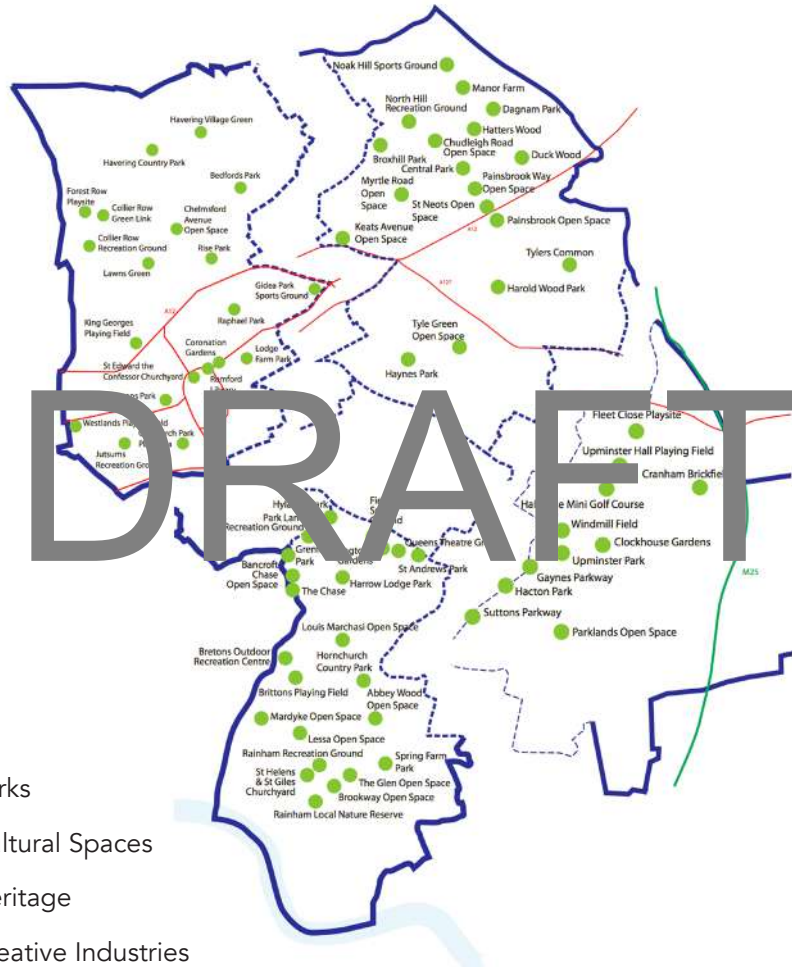 Noak Hill Sports Ground
Manor Farm
North Hill
Recreation Ground
Dagnam Park
Havering Village Green
Hatters Wood
Chudleigh Road
Open Space
Havering Country Park
Broxhill Park
Duck Wood
Central Park
Painsbrook Way
Open Space
Bedfords Park
Myrtle Road
Open
Space
Forest Row
Playsite
Collier Row
Green Link
Chelmsford
Avenue
Open Space
St Neots Open
Space
Painsbrook Open Space
Keats Avenue
Open Space
A12
Collier Row
Recreation Ground
Rise Park
Tylers Common
Lawns Green
A127
Gidea Park
Sports Ground
Harold Wood Park
A12
Raphael Park
King Georges
Playing Field
Tyle Green
Open Space
Coronation
Gardens
Lodge
Farm Park
Haynes Park
St Edward the
Confessor Churchyard
Romford
Park
DRAFT
Fleet Close Playsite
Westlands
Park
Jutsums
Recreation
Upminster Hall Playing Field
Cranham
Mini Golf Course
Park
Recreation Ground
Windmill Field
Queens Theatre
Clockhouse Gardens
Bancroft
Chase
Open Space
Park
St Andrews Park
Upminster Park
M25
Gaynes Parkway
The Chase
Harrow Lodge Park
Hacton Park
Suttons Parkway
Louis Marchasi Open Space
Parklands Open Space
Bretons Outdoor
Recreation Centre
Hornchurch
Country Park
Brittons Playing Field
Abbey Wood
Open Space
Mardyke Open Space
Lessa Open Space
Rainham Recreation Ground
Spring Farm
Park
St Helens
& St Giles
Churchyard
The Glen Open Space
Brookway Open Space
Rainham Local Nature Reserve
rks
ltural Spaces
eritage
eative Industries